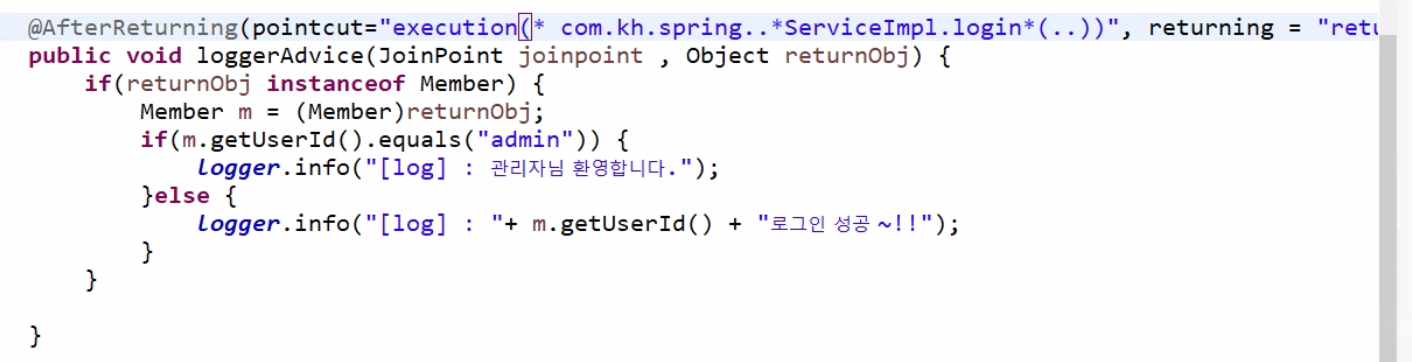 @AfterReturning(pointcut="execution(* com.kh.spring..*ServiceImpl.login*(..))", returning = "retu
public void loggerAdvice(JoinPoint joinpoint , Object returnObj) {
if(returnObj instanceof Member) {
Member m = (Member)returnObj;
if(m.getUserId().equals("admin")) {
logger.info("[log] : 관리자님 환영합니다.");
}else {
logger.info("[log] : "+ m.getUserId() + "로그인 성공 ~!!");
}
}
}